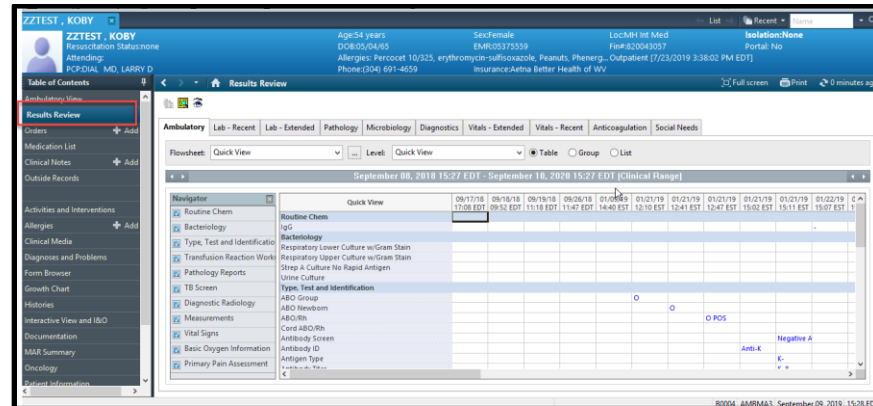 ZZTEST , KOBY
List
Recent
Name
ZZTEST , KOBY
Age:54 years
Sex:Female
Loc:MH Int Med
Isolation:None
Resuscitation Status:none
DOB:05/04/65
EMR:05375559
Fin#:820043057
Portal: No
Attending:
Allergies: Percocet 10/325, erythromycin-sulfisoxazole, Peanuts, Phenerg... Outpatient [7/23/2019 3:38:02 PM EDT]
PCP:DIAL MD, LARRY D
Phone:(304) 691-4659
Insurance:Aetna Better Health of WV
Table of Contents
Results Review
Full screen
Print
0 minutes ag
Ambulatory View
Results Review
Orders
Add
Medication List
Clinical Notes
Add
Outside Records
Activities and Interventions
Allergies
Add
Clinical Media
Diagnoses and Problems
Form Browser
Growth Chart
Histories
Interactive View and I&O
Documentation
MAR Summary
Oncology
Patient Information
Ambulatory
Lab - Recent
Lab - Extended
Pathology
Microbiology
Diagnostics
Vitals - Extended
Vitals - Recent
Anticoagulation
Social Needs
Flowsheet:
Quick View
...
Level:
Quick View
Table
Group
List
September 08, 2018 15:27 EDT - September 10, 2020 15:27 EDT (Clinical Range)
Navigator
Routine Chem
Bacteriology
Type, Test and Identificatio
Transfusion Reaction Work
Pathology Reports
TB Screen
Diagnostic Radiology
Measurements
Vital Signs
Basic Oxygen Information
Primary Pain Assessment
Quick View
09/17/18 17:08 EDT
09/18/18 09:52 EDT
09/19/18 11:18 EDT
09/26/18 11:47 EDT
14:40 EST
01/21/19 12:10 EST
01/21/19 12:41 EST
01/21/19 12:47 EST
01/21/19 15:02 EST
01/21/19 15:11 EST
01/22/19 15:07 EST
Routine Chem
IgG
-
Bacteriology
Respiratory Lower Culture w/Gram Stain
Respiratory Upper Culture w/Gram Stain
Strep A Culture No Rapid Antigen
Urine Culture
Type, Test and Identification
ABO Group
O
ABO Newborn
O
ABO/Rh
O POS
Cord ABO/Rh
Antibody Screen
Negative A
Antibody ID
Anti-K
Antigen Type
K-
B0004 AMBMA3 September 09, 2019 15:28 ED